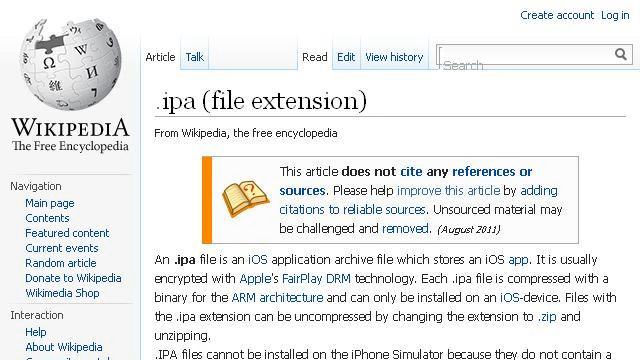 Create account Log in
Article Talk Read Edit View history Search
.ipa (file extension)
WIKIPEDIA
The Free Encyclopedia
From Wikipedia, the free encyclopedia
This article does not cite any references or
sources. Please help improve this article by adding
citations to reliable sources. Unsourced material may
be challenged and removed. (August 2011)
Navigation
Main page
Contents
Featured content
Current events
Random article
Donate to Wikipedia
Wikimedia Shop
Interaction
Help
About Wikipedia
An .ipa file is an iOS application archive file which stores an iOS app. It is usually
encrypted with Apple's FairPlay DRM technology. Each .ipa file is compressed with a
binary for the ARM architecture and can only be installed on an iOS-device. Files with
the .ipa extension can be uncompressed by changing the extension to .zip and
unzipping.
.IPA files cannot be installed on the iPhone Simulator because they do not contain a